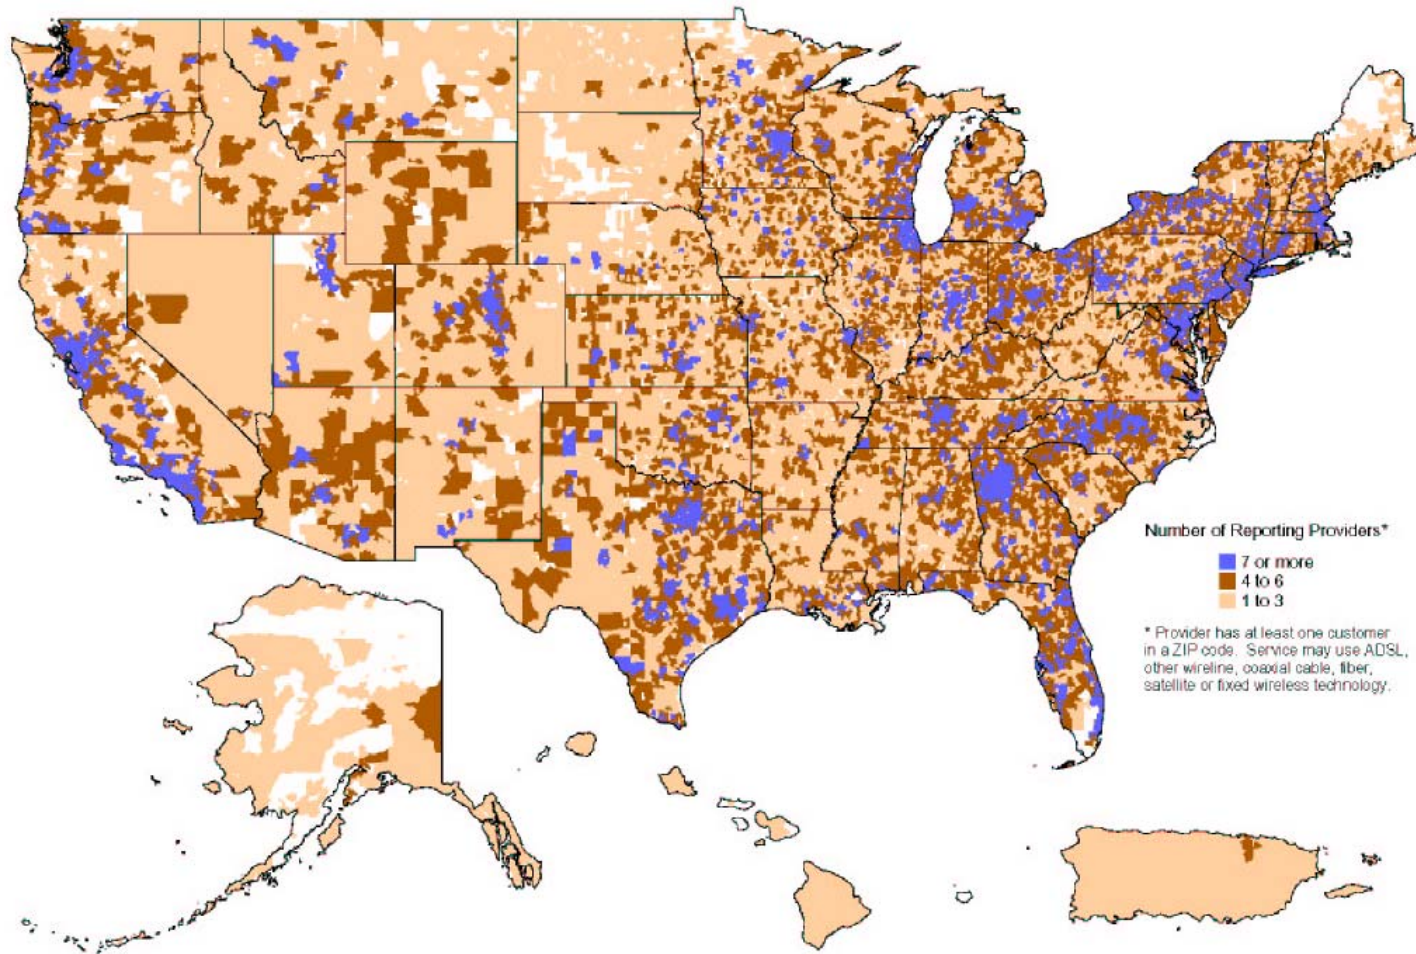 Number of Reporting Providers*
7 or more
4 to 6
1 to 3
* Provider has at least one customer
in a ZIP code. Service may use ADSL,
other wireline, coaxial cable, fiber,
satellite or fixed wireless technology.